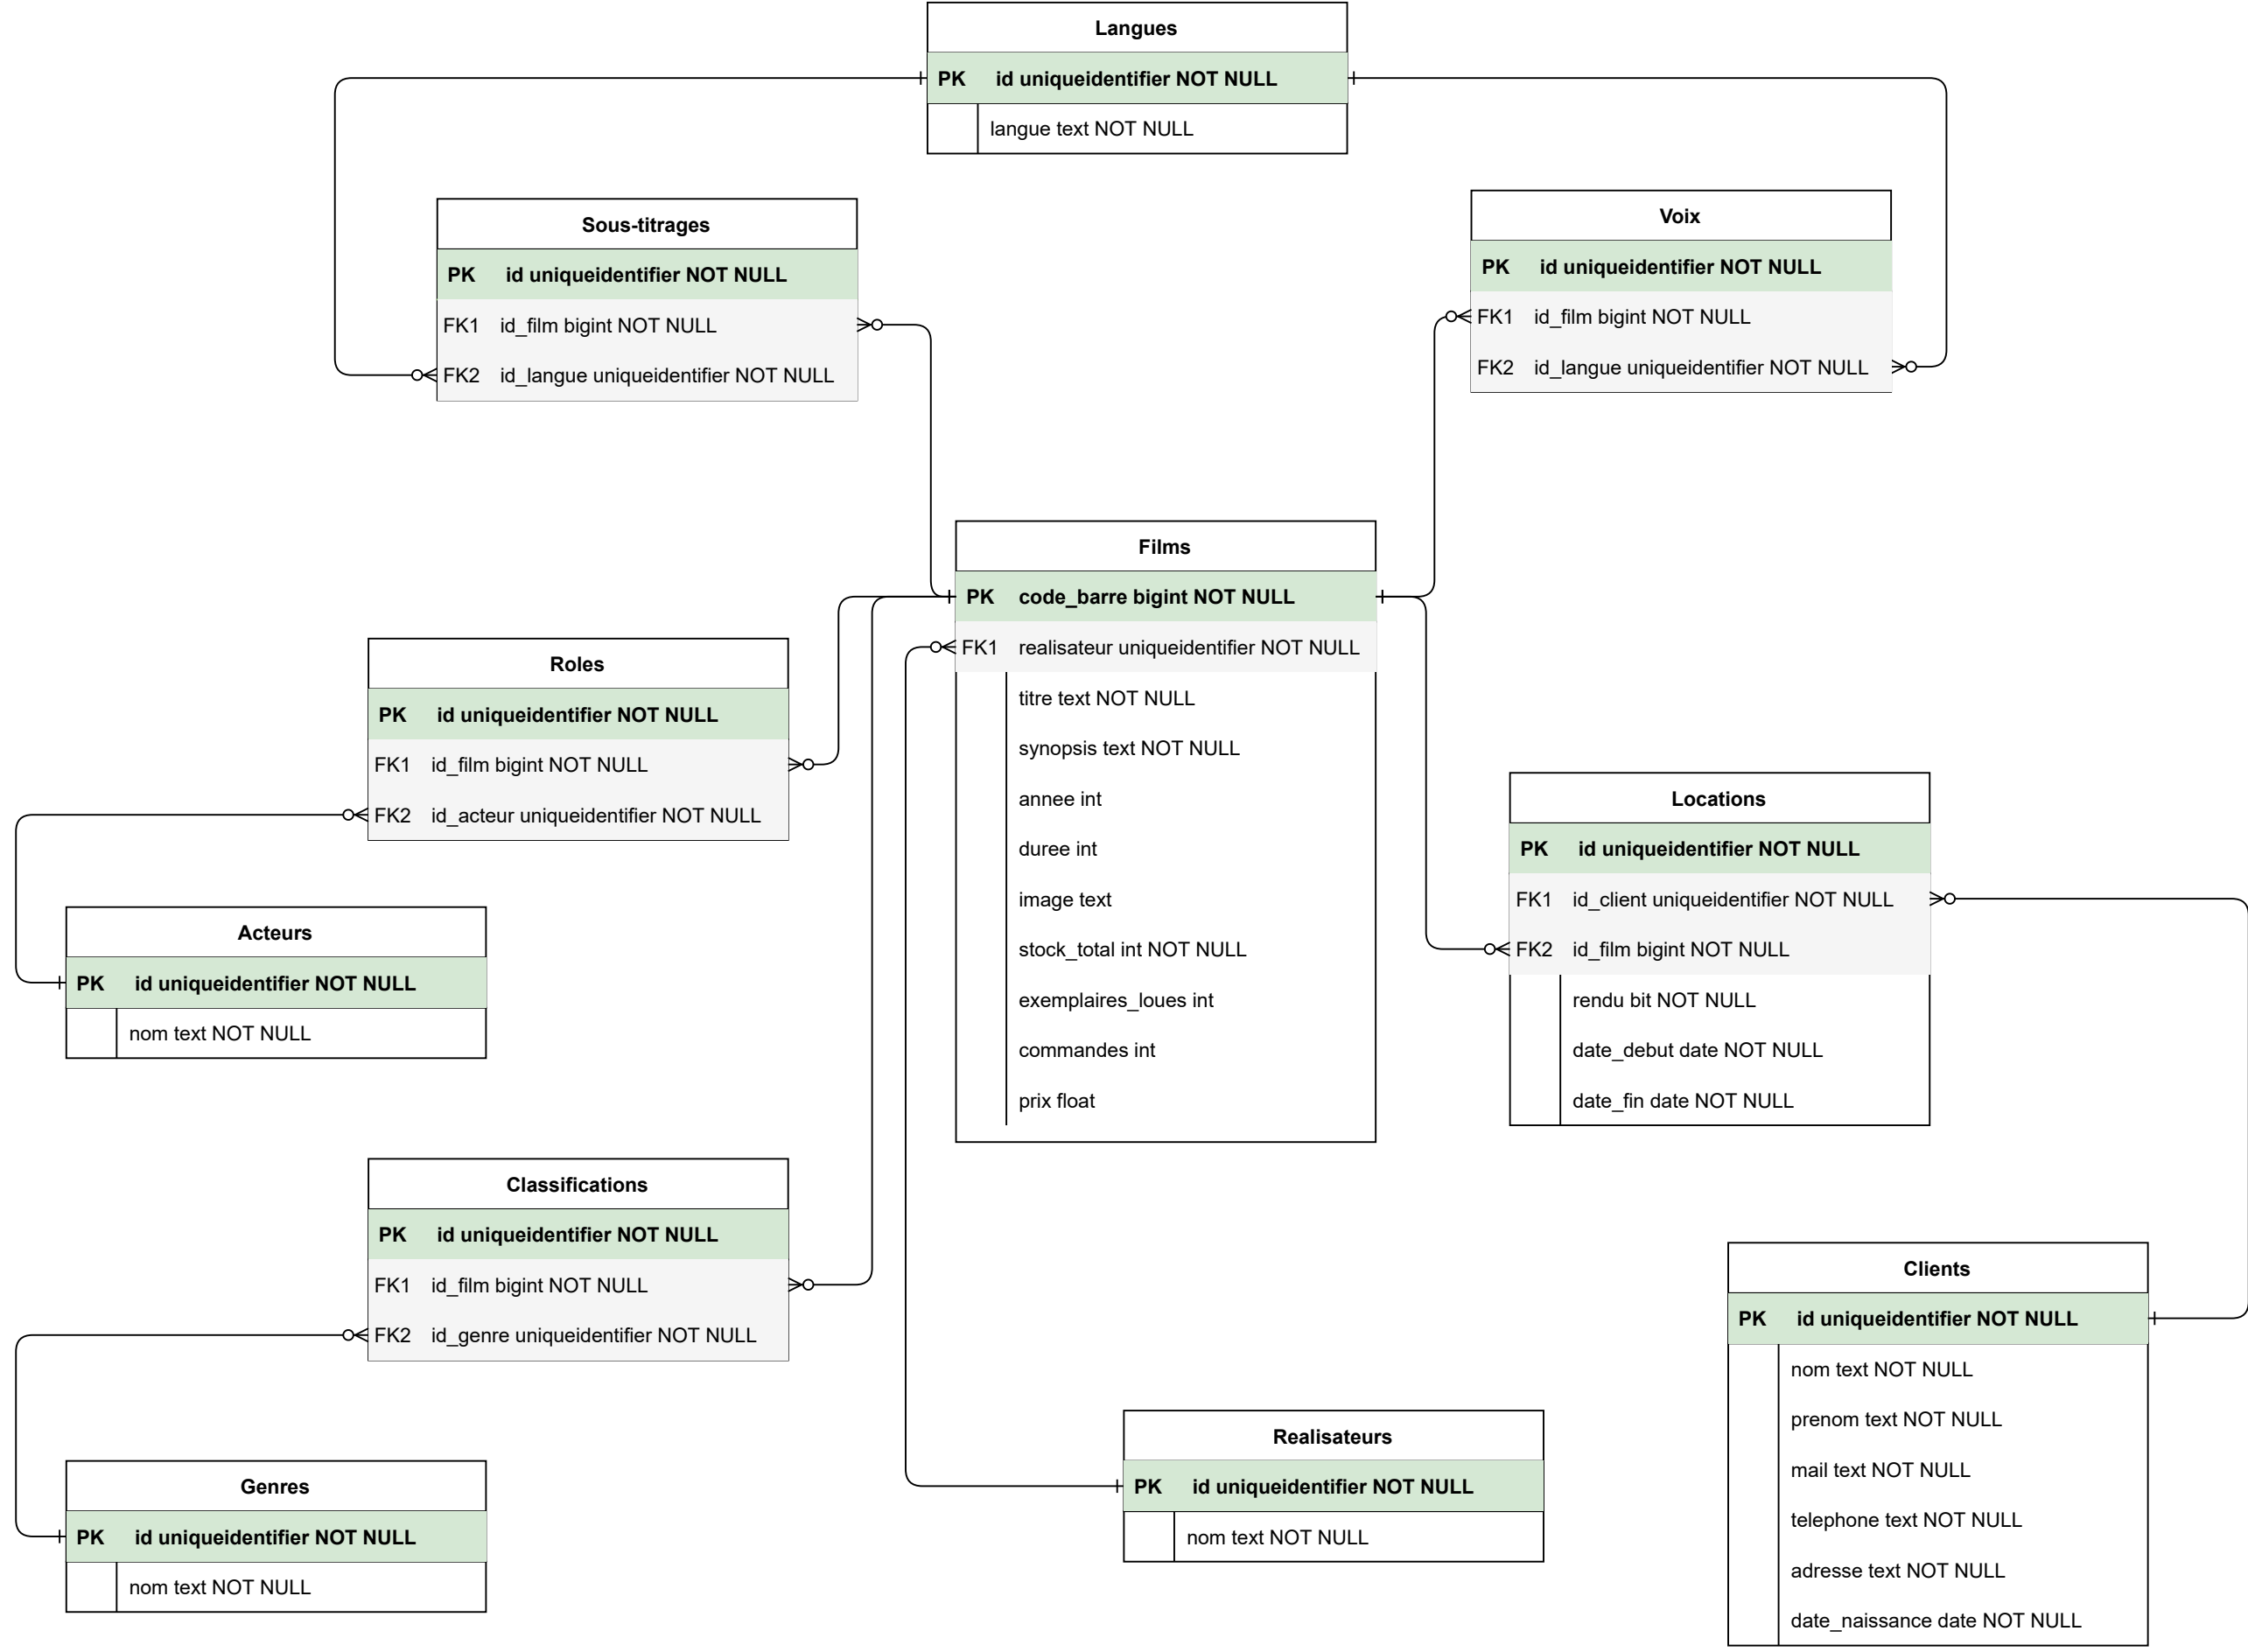 Langues
PK id uniqueidentifier NOT NULL
langue text NOT NULL
Sous-titrages
PK id uniqueidentifier NOT NULL
FK1 id_film bigint NOT NULL
FK2 id_langue uniqueidentifier NOT NULL
Voix
PK id uniqueidentifier NOT NULL
FK1 id_film bigint NOT NULL
FK2 id_langue uniqueidentifier NOT NULL
Films
PK code_barre bigint NOT NULL
FK1 realisateur uniqueidentifier NOT NULL
titre text NOT NULL
synopsis text NOT NULL
annee int
duree int
image text
stock_total int NOT NULL
exemplaires_loues int
commandes int
prix float
Roles
PK id uniqueidentifier NOT NULL
FK1 id_film bigint NOT NULL
FK2 id_acteur uniqueidentifier NOT NULL
Locations
PK id uniqueidentifier NOT NULL
FK1 id_client uniqueidentifier NOT NULL
FK2 id_film bigint NOT NULL
rendu bit NOT NULL
date_debut date NOT NULL
date_fin date NOT NULL
Acteurs
PK id uniqueidentifier NOT NULL
nom text NOT NULL
Classifications
PK id uniqueidentifier NOT NULL
FK1 id_film bigint NOT NULL
FK2 id_genre uniqueidentifier NOT NULL
Clients
PK id uniqueidentifier NOT NULL
nom text NOT NULL
prenom text NOT NULL
mail text NOT NULL
telephone text NOT NULL
adresse text NOT NULL
date_naissance date NOT NULL
Realisateurs
PK id uniqueidentifier NOT NULL
nom text NOT NULL
Genres
PK id uniqueidentifier NOT NULL
nom text NOT NULL